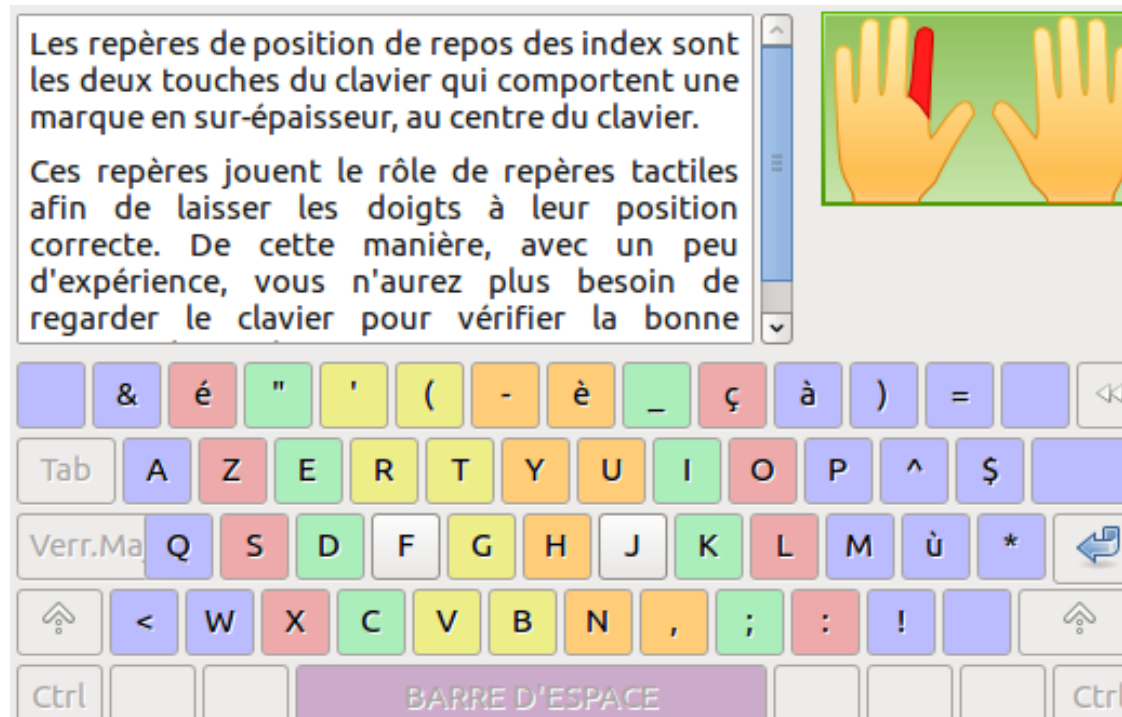 Les repères de position de repos des index sont
les deux touches du clavier qui comportent une
marque en sur-épaisseur, au centre du clavier.
Ces repères jouent le rôle de repères tactiles
afin de laisser les doigts à leur position
correcte. De cette manière, avec un peu
d'expérience, vous n'aurez plus besoin de
regarder le clavier pour vérifier la bonne
& é " ' ( - è _ ç à ) =
Tab A Z E R T Y U I O P ^ $
Verr.Ma Q S D F G H J K L M ù *
< W X C V B N , ; : !
Ctrl BARRE D'ESPACE Ctrl